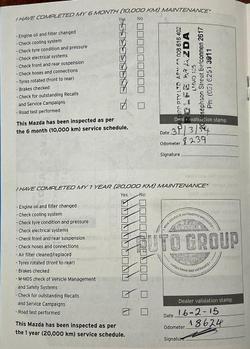 I HAVE COMPLETED MY 6 MONTH (10,000 KM) MAINTENANCE*
Yes No
- Engine oil and filter changed
- Check cooling system
- Check tyre condition and pressure
- Check electrical systems
- Check front and rear suspension
- Check hoses and connections
- Tyres rotated (front to rear)
- Brakes checked
- Check for outstanding Recalls
and Service Campaigns
- Road test performed
This Mazda has been inspected as per
the 6 month (10,000 km) service schedule.
Dealer validation stamp
Date
Odometer 8239
Signature
I HAVE COMPLETED MY 1 YEAR (20,000 KM) MAINTENANCE*
Yes No
- Engine oil and filter changed
- Check cooling system
- Check tyre condition and pressure
- Check electrical systems
- Check front and rear suspension
- Check hoses and connections
- Air filter cleaned/replaced
- Tyres rotated (front to rear)
- Brakes checked
- M-MDS check of Vehicle Management
and Safety Systems
- Check for outstanding Recalls
and Service Campaigns
- Road test performed
This Mazda has been inspected as per
the 1 year (20,000 km) service schedule.
AUTO GROUP
Dealer validation stamp
Date 16-2-15
Odometer 18624
Signature